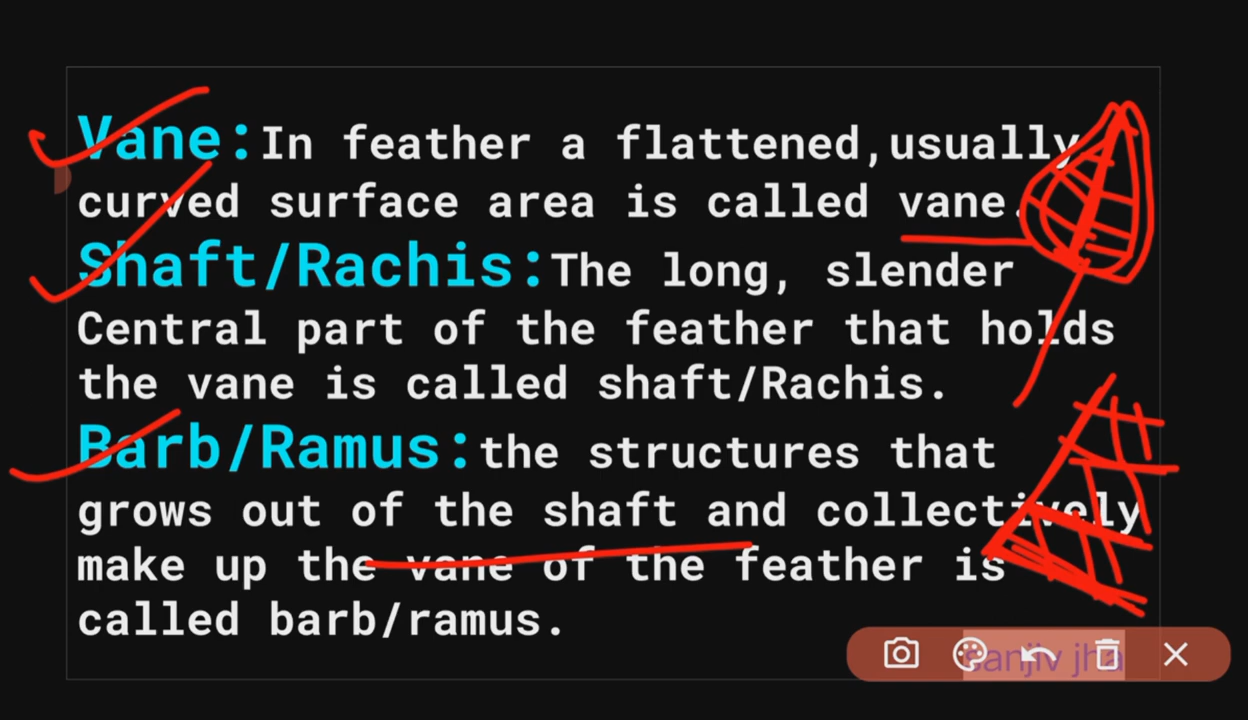 Vane:In feather a flattened,usually
curved surface area is called vane.
Shaft/Rachis:The long, slender
Central part of the feather that holds
the vane is called shaft/Rachis.
Barb/Ramus:the structures that
grows out of the shaft and collectively
make up the vane of the feather is
called barb/ramus.
sanjiv jha